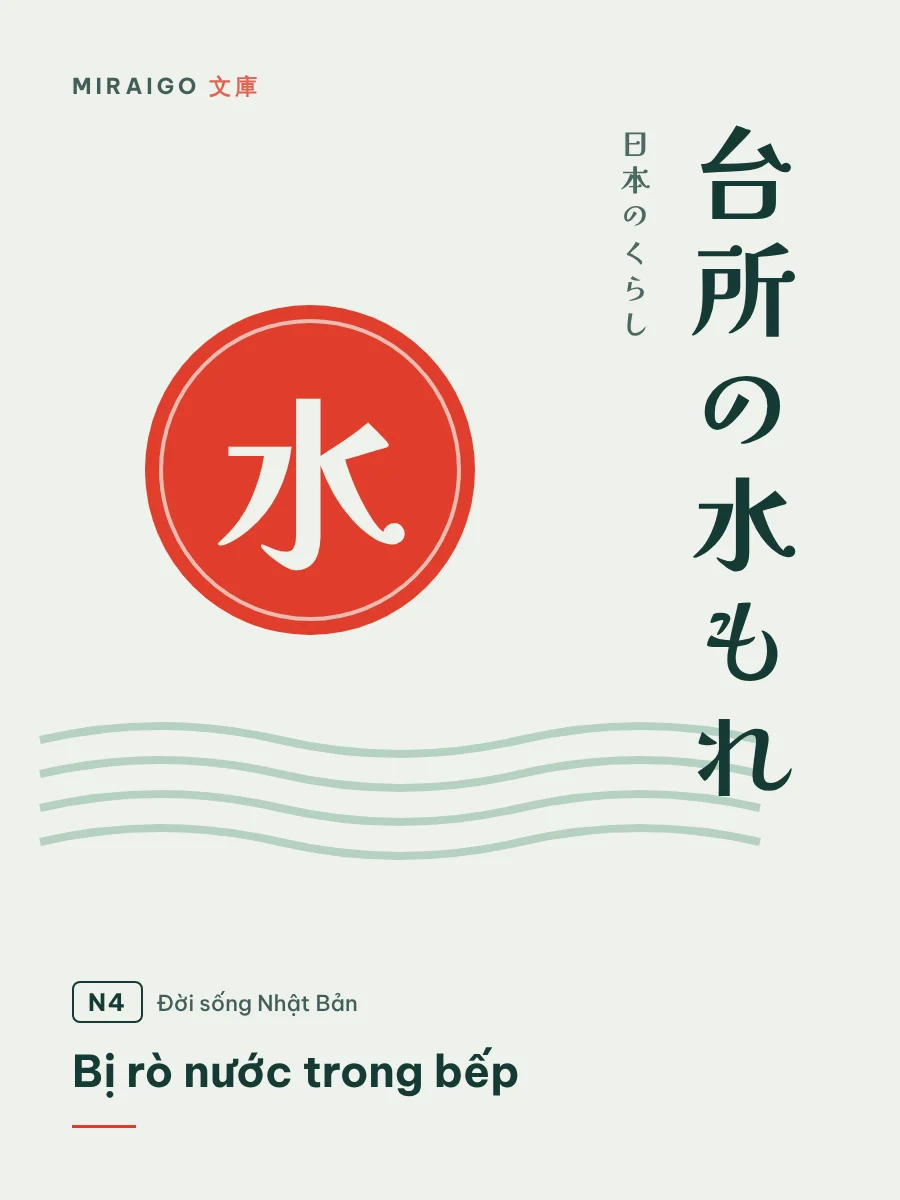 MIRAIGO 文庫
台所の水もれ
日本のくらし
水
N4 Đời sống Nhật Bản
Bị rò nước trong bếp